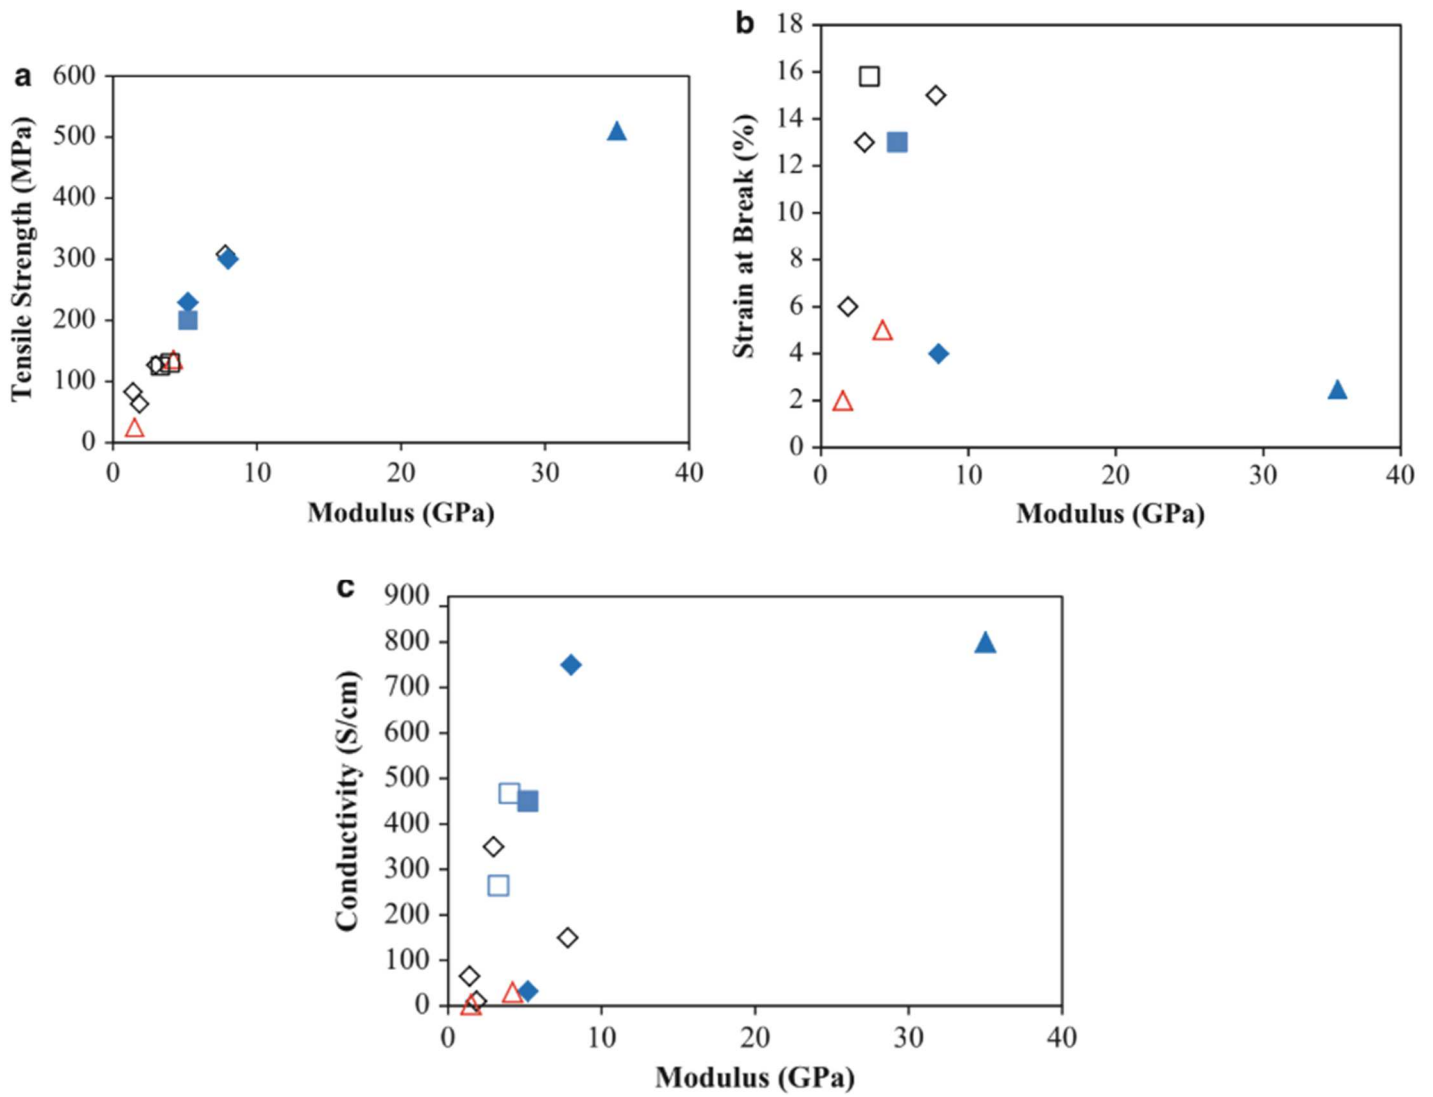 a
600
500
400
300
200
100
0
0 10 20 30 40
Tensile Strength (MPa)
Modulus (GPa)
b
18
16
14
12
10
8
6
4
2
0
0 10 20 30 40
Strain at Break (%)
Modulus (GPa)
c
900
800
700
600
500
400
300
200
100
0
0 10 20 30 40
Conductivity (S/cm)
Modulus (GPa)